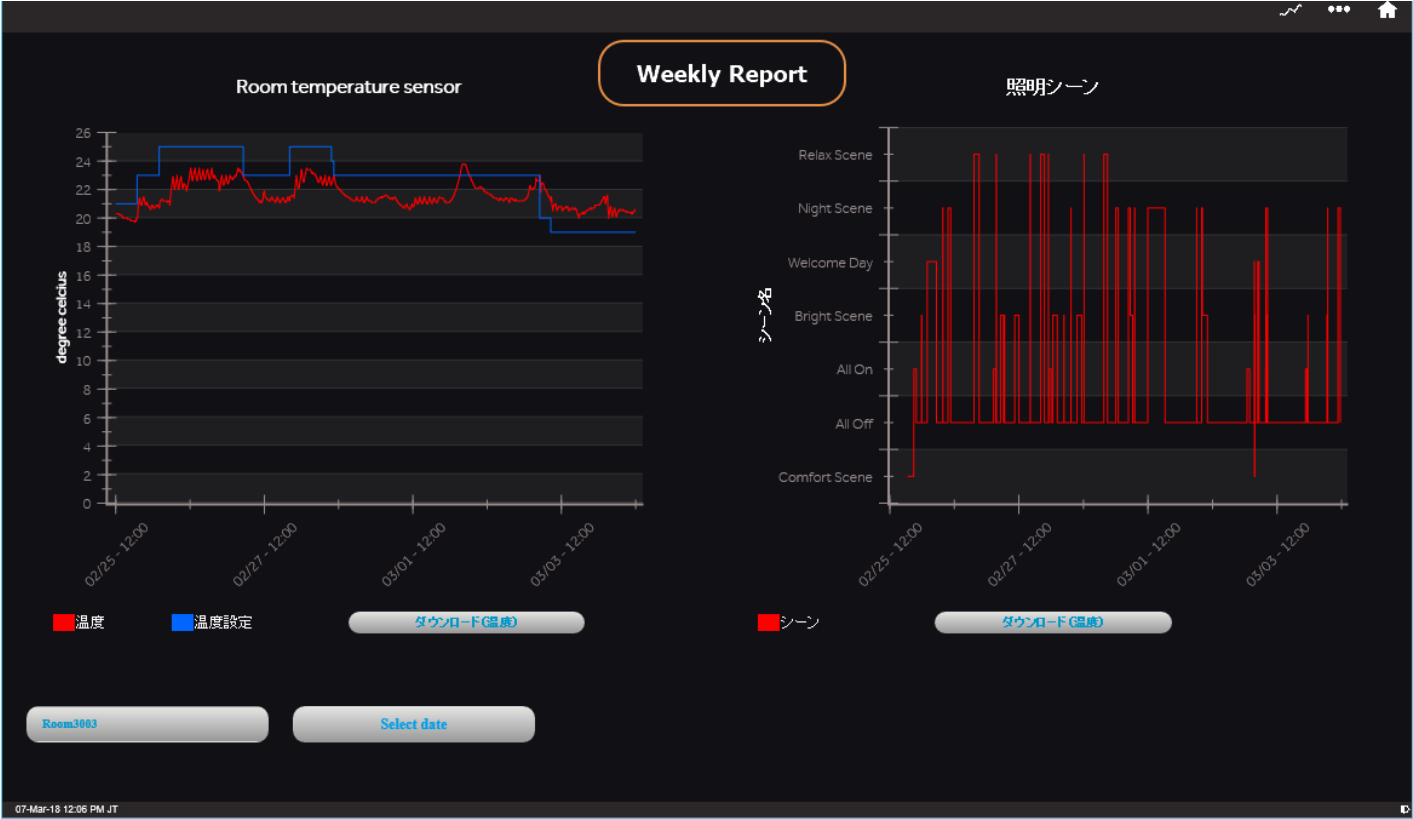 Weekly Report
Room temperature sensor
26
24
22
20
18
16
14
12
10
8
6
4
2
0
degree celcius
02/25 - 12:00
02/27 - 12:00
03/01 - 12:00
03/03 - 12:00
温度
温度設定
ダウンロード(温度)
照明シーン
Relax Scene
Night Scene
Welcome Day
Bright Scene
All On
All Off
Comfort Scene
シーン名
02/25 - 12:00
02/27 - 12:00
03/01 - 12:00
03/03 - 12:00
シーン
ダウンロード(温度)
Room3003
Select date
07-Mar-18 12:06 PM JT